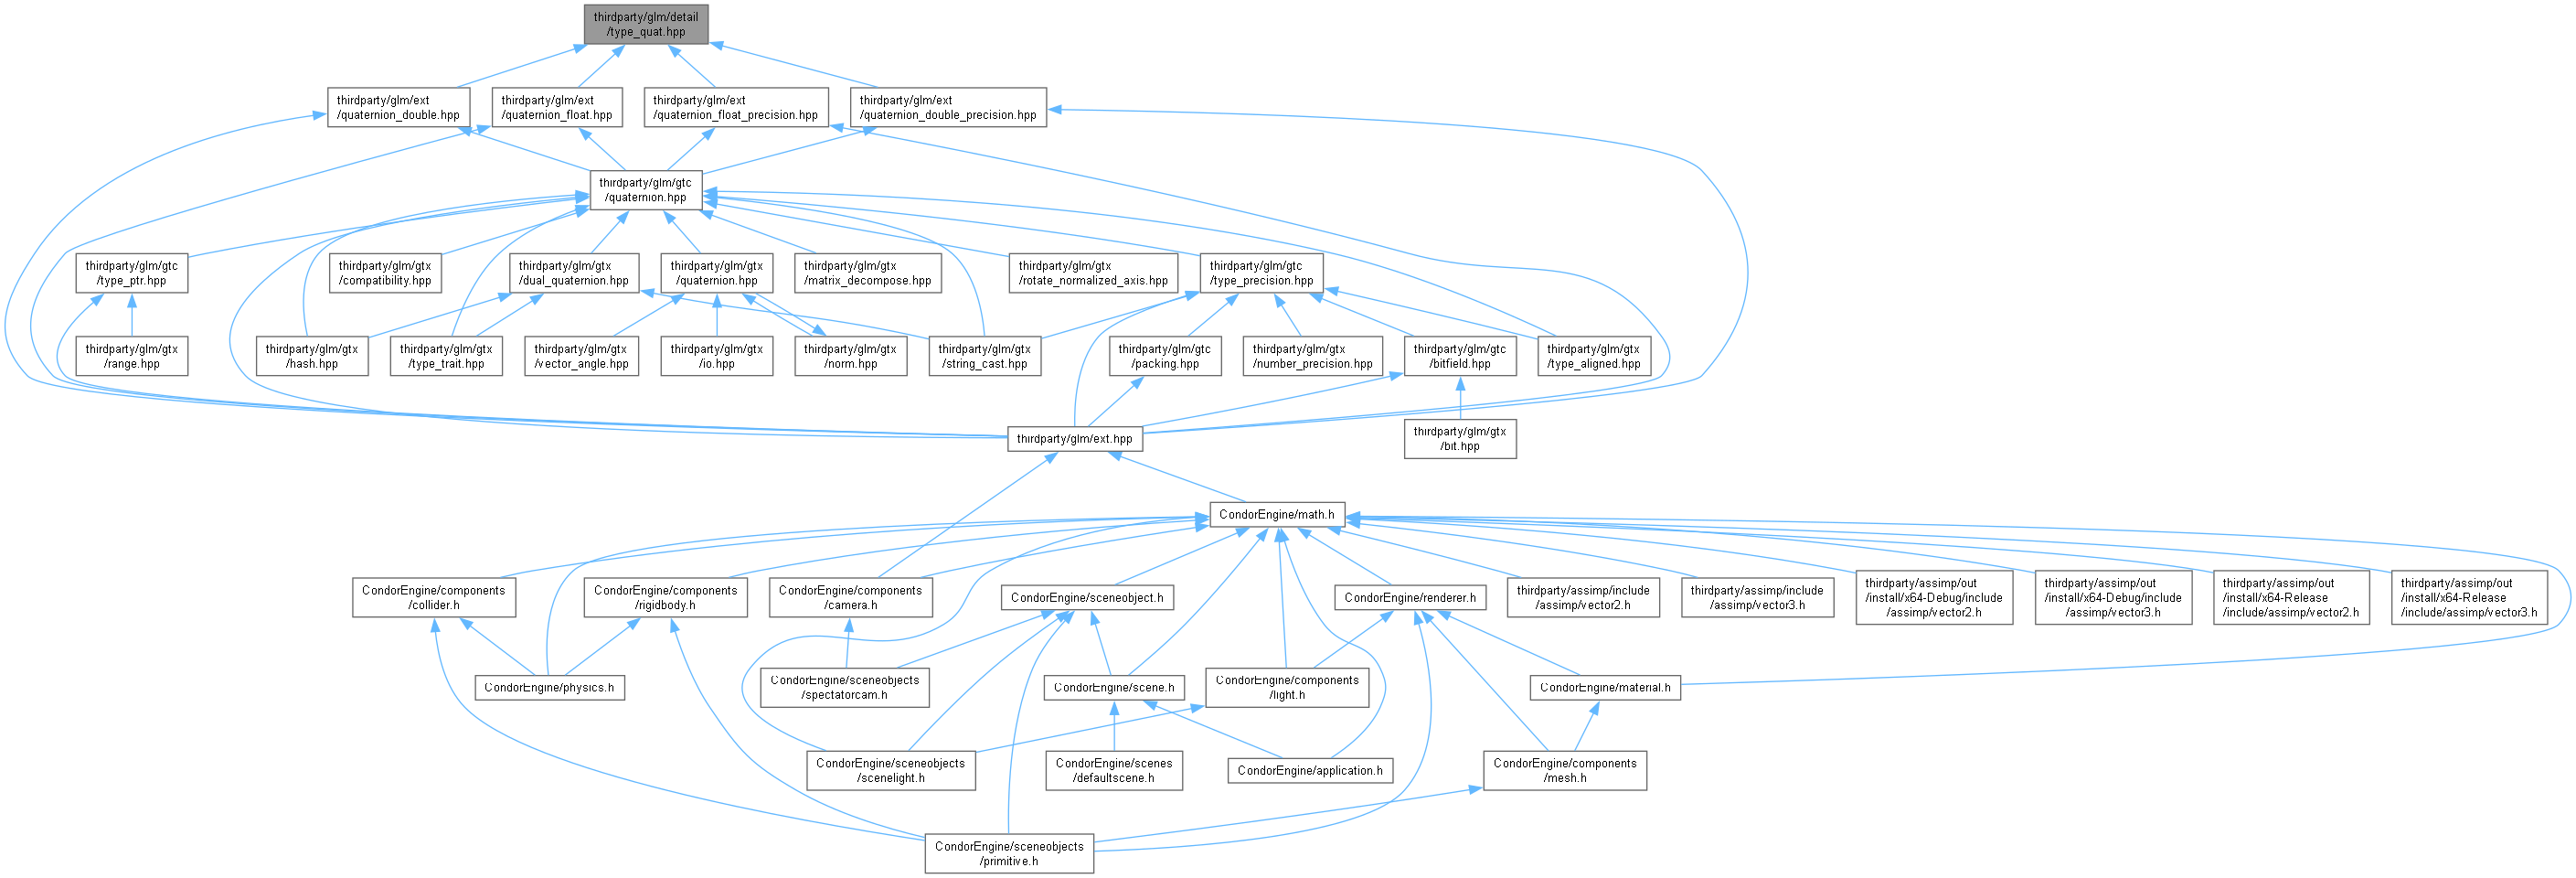 thirdparty/glm/detail
/type_quat.hpp
thirdparty/glm/ext
/quaternion_double.hpp
thirdparty/glm/ext
/quaternion_float.hpp
thirdparty/glm/ext
/quaternion_float_precision.hpp
thirdparty/glm/ext
/quaternion_double_precision.hpp
thirdparty/glm/gtc
/quaternion.hpp
thirdparty/glm/gtc
/type_ptr.hpp
thirdparty/glm/gtx
/compatibility.hpp
thirdparty/glm/gtx
/dual_quaternion.hpp
thirdparty/glm/gtx
/quaternion.hpp
thirdparty/glm/gtx
/matrix_decompose.hpp
thirdparty/glm/gtx
/rotate_normalized_axis.hpp
thirdparty/glm/gtc
/type_precision.hpp
thirdparty/glm/gtx
/range.hpp
thirdparty/glm/gtx
/hash.hpp
thirdparty/glm/gtx
/type_trait.hpp
thirdparty/glm/gtx
/vector_angle.hpp
thirdparty/glm/gtx
/io.hpp
thirdparty/glm/gtx
/norm.hpp
thirdparty/glm/gtx
/string_cast.hpp
thirdparty/glm/gtc
/packing.hpp
thirdparty/glm/gtx
/number_precision.hpp
thirdparty/glm/gtc
/bitfield.hpp
thirdparty/glm/gtx
/type_aligned.hpp
thirdparty/glm/ext.hpp
thirdparty/glm/gtx
/bit.hpp
CondorEngine/math.h
CondorEngine/components
/collider.h
CondorEngine/components
/rigidbody.h
CondorEngine/components
/camera.h
CondorEngine/sceneobject.h
CondorEngine/renderer.h
thirdparty/assimp/include
/assimp/vector2.h
thirdparty/assimp/include
/assimp/vector3.h
thirdparty/assimp/out
/install/x64-Debug/include
/assimp/vector2.h
thirdparty/assimp/out
/install/x64-Debug/include
/assimp/vector3.h
thirdparty/assimp/out
/install/x64-Release
/include/assimp/vector2.h
thirdparty/assimp/out
/install/x64-Release
/include/assimp/vector3.h
CondorEngine/physics.h
CondorEngine/sceneobjects
/spectatorcam.h
CondorEngine/scene.h
CondorEngine/components
/light.h
CondorEngine/material.h
CondorEngine/sceneobjects
/scenelight.h
CondorEngine/scenes
/defaultscene.h
CondorEngine/application.h
CondorEngine/components
/mesh.h
CondorEngine/sceneobjects
/primitive.h